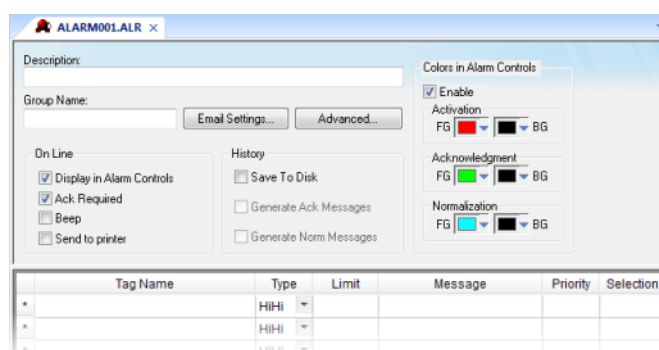 ALARM001.ALR ×
Description:
Group Name:
Email Settings...
Advanced...
On Line
Display in Alarm Controls
Ack Required
Beep
Send to printer
History
Save To Disk
Generate Ack Messages
Generate Norm Messages
Colors in Alarm Controls
Enable
Activation
FG BG
Acknowledgment
FG BG
Normalization
FG BG
Tag Name Type Limit Message Priority Selection
* HiHi
* HiHi